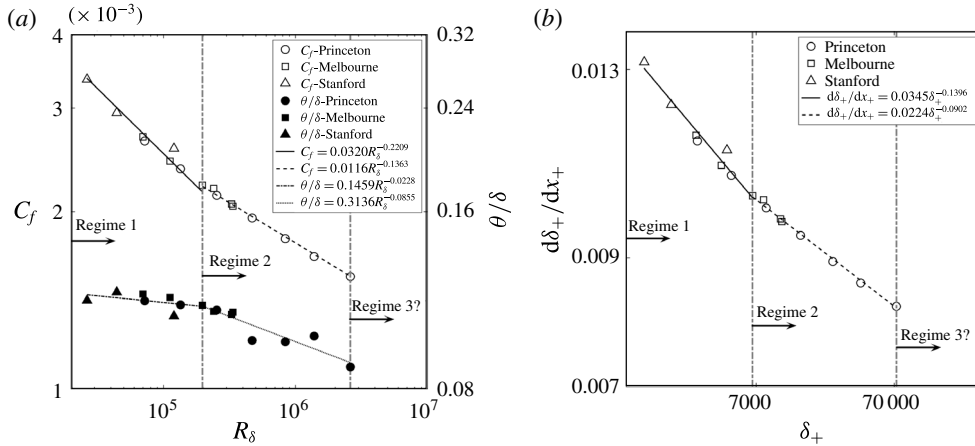 (a)
(× 10⁻³)
4
3
2
1
C_f
10⁵
10⁶
10⁷
R_δ
0.32
0.24
0.16
0.08
θ/δ
C_f-Princeton
C_f-Melbourne
C_f-Stanford
θ/δ-Princeton
θ/δ-Melbourne
θ/δ-Stanford
C_f = 0.0320R_δ^−0.2209
C_f = 0.0116R_δ^−0.1363
θ/δ = 0.1459R_δ^−0.0228
θ/δ = 0.3136R_δ^−0.0855
Regime 1
Regime 2
Regime 3?
(b)
0.013
0.009
0.007
dδ₊/dx₊
7000
70 000
δ₊
Princeton
Melbourne
Stanford
dδ₊/dx₊ = 0.0345δ₊^−0.1396
dδ₊/dx₊ = 0.0224δ₊^−0.0902
Regime 1
Regime 2
Regime 3?